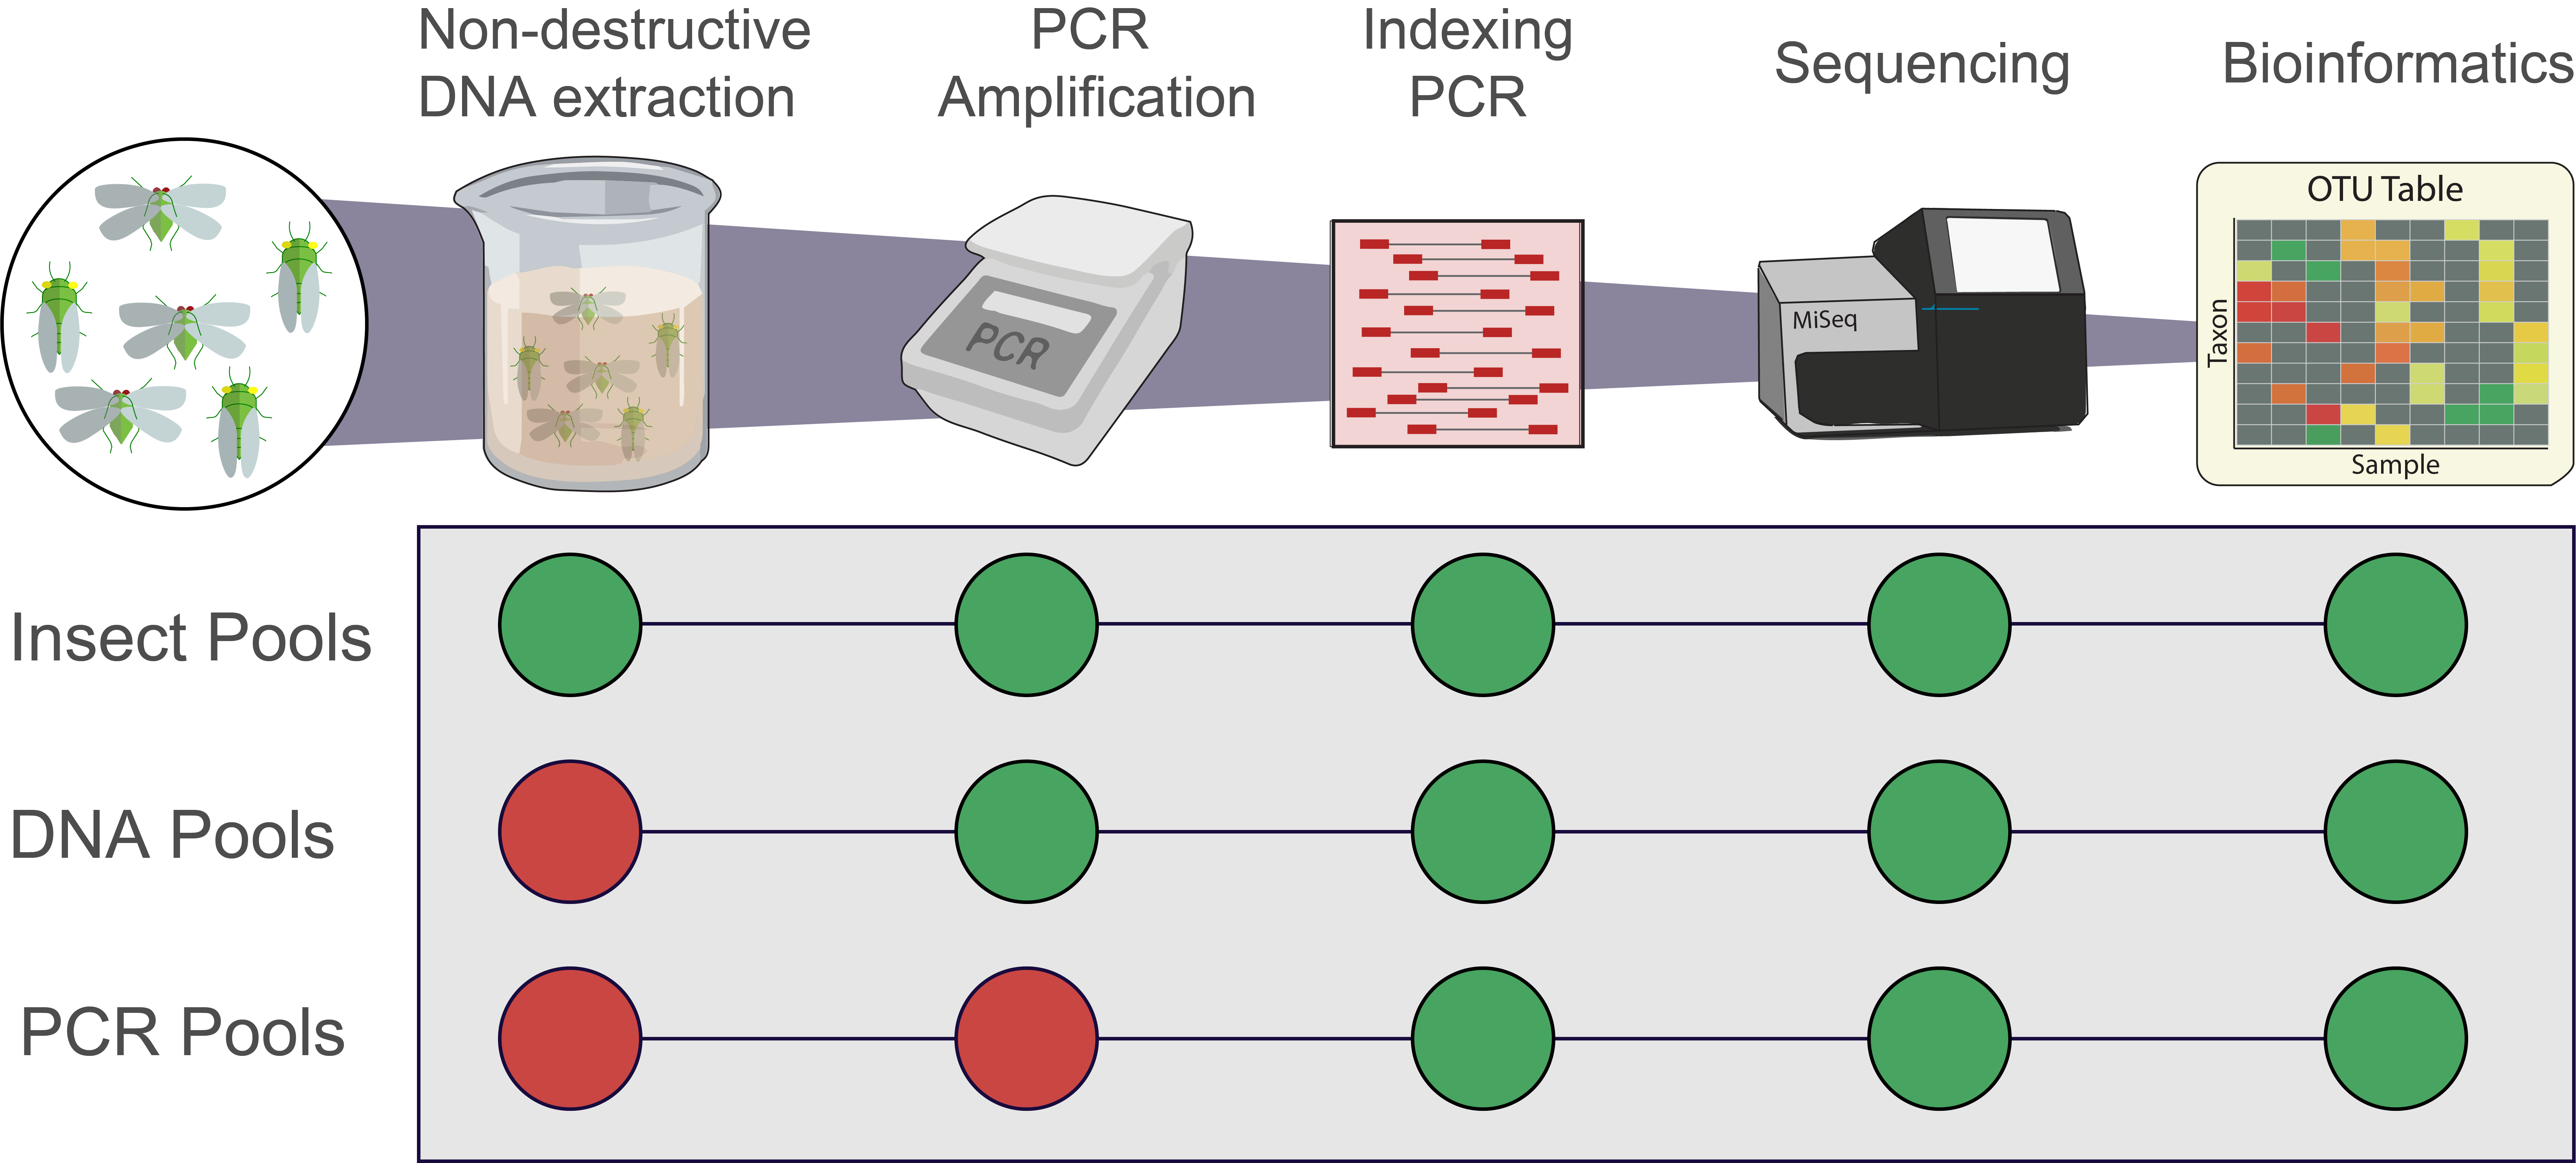 Non-destructive
DNA extraction
PCR
Amplification
Indexing
PCR
Sequencing
Bioinformatics
PCR
MiSeq
OTU Table
Taxon
Sample
Insect Pools
DNA Pools
PCR Pools